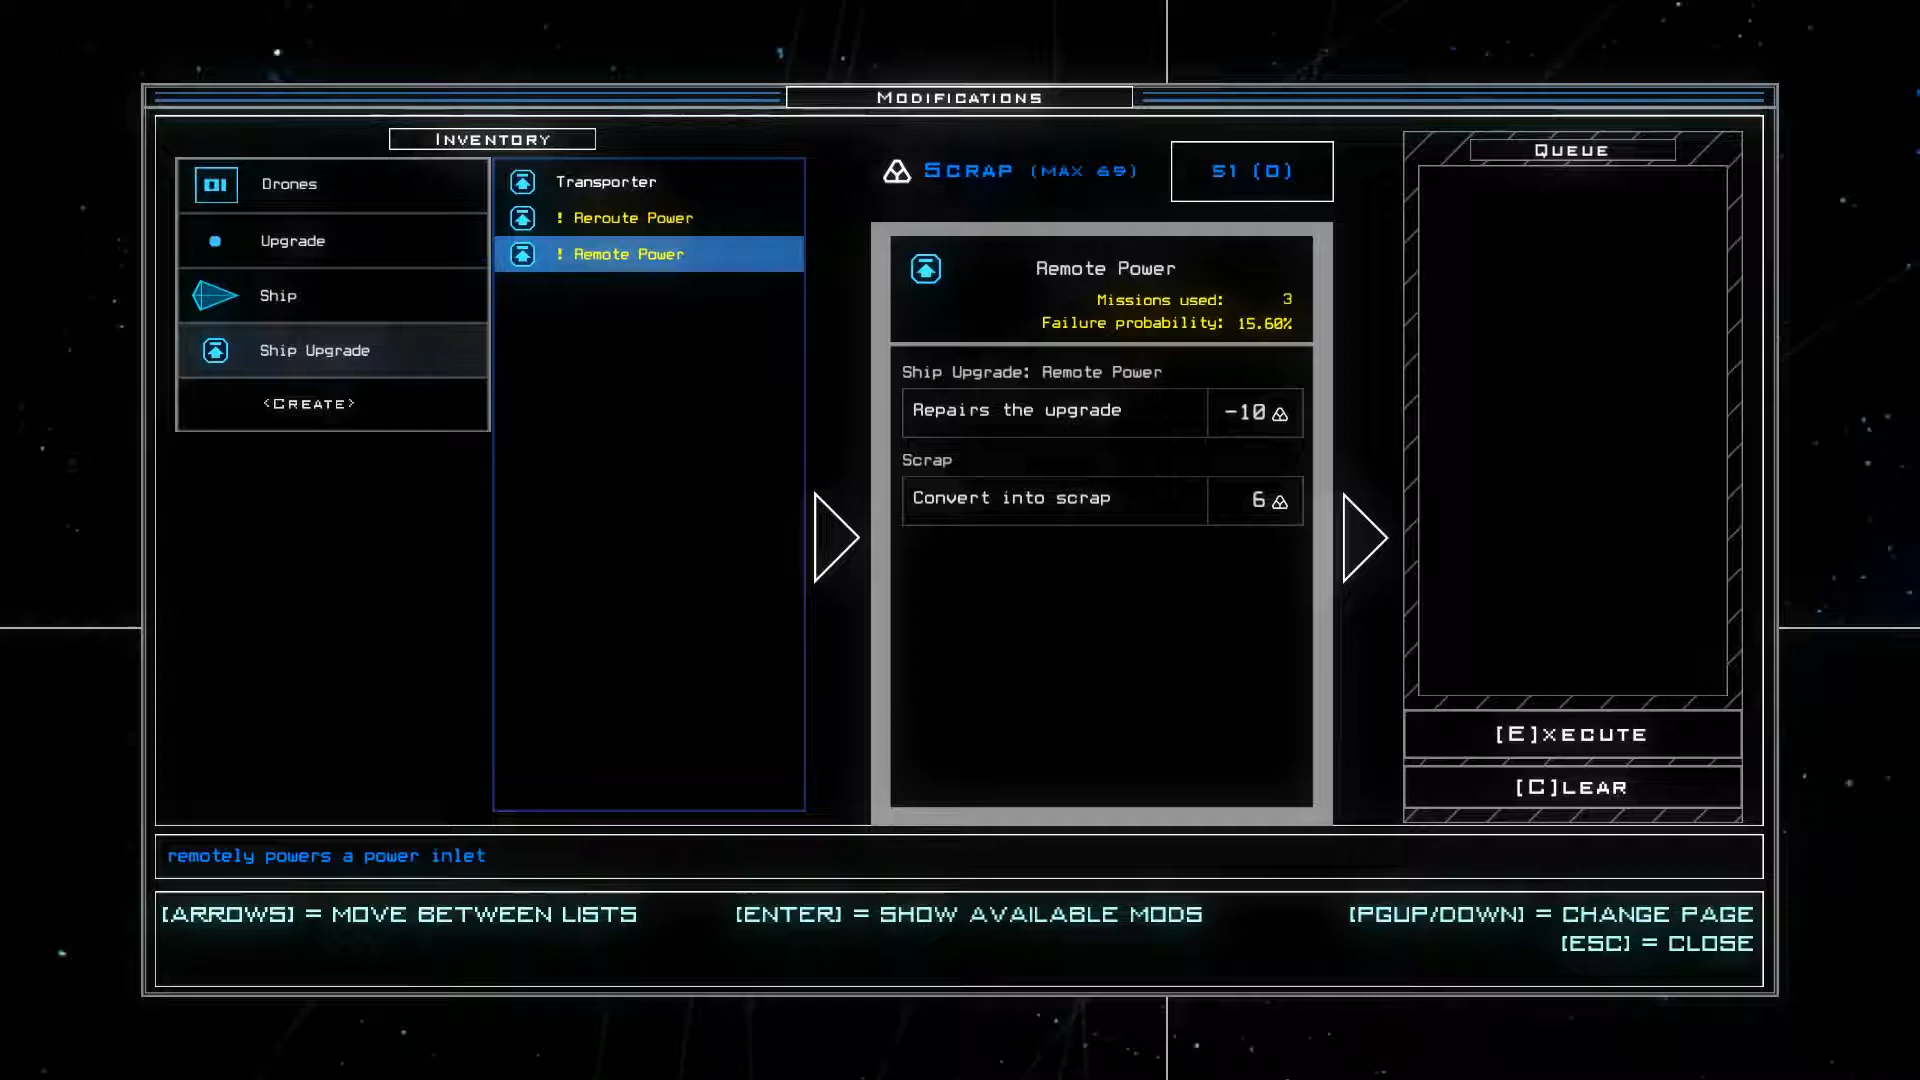 Modifications
Inventory
Drones
Upgrade
Ship
Ship Upgrade
<Create>
Transporter
! Reroute Power
! Remote Power
Scrap (max 69)
51 (0)
Remote Power
Missions used: 3
Failure probability: 15.60%
Ship Upgrade: Remote Power
Repairs the upgrade -10
Scrap
Convert into scrap 6
Queue
[E]xecute
[C]lear
remotely powers a power inlet
[ARROWS] = MOVE BETWEEN LISTS
[ENTER] = SHOW AVAILABLE MODS
[PGUP/DOWN] = CHANGE PAGE
[ESC] = CLOSE